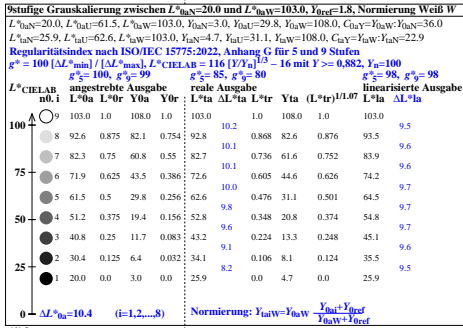 9stufige Grauskalierung zwischen L*0aN=20.0 und L*0aW=103.0, Y0ref=1.8, Normierung Weiß W
L*0aN=20.0, L*0aU=61.5, L*0aW=103.0, Y0aN=3.0, Y0aU=29.8, Y0aW=108.0, C0aY=Y0aW:Y0aN=36.0
L*taN=25.9, L*taU=62.6, L*taW=103.0, YtaN=4.7, YtaU=31.1, YtaW=108.0, CtaY=YtaW:YtaN=22.9
Regularitätsindex nach ISO/IEC 15775:2022, Anhang G für 5 und 9 Stufen
g* = 100 [ΔL*min] / [ΔL*max], L*CIELAB = 116 [Y/Yn]1/3 - 16 mit Y >= 0,882, Yn=100
g*5= 100, g*9= 99 g*5= 85, g*9= 80 g*5= 98, g*9= 98
L*CIELAB angestrebte Ausgabe reale Ausgabe linearisierte Ausgabe
n0. i L*0a L*0r Y0a Y0r L*ta ΔL*ta L*tr Yta (L*tr)1/1.07 L*la ΔL*la
100 9 103.0 1.0 108.0 1.0 103.0 1.0 108.0 1.0 103.0
10.2 9.5
8 92.6 0.875 82.1 0.754 92.8 0.868 82.6 0.876 93.5
10.1 9.6
75 7 82.3 0.75 60.8 0.55 82.7 0.736 61.6 0.752 83.9
10.1 9.6
6 71.9 0.625 43.5 0.386 72.6 0.605 44.6 0.626 74.2
10.0 9.7
5 61.5 0.5 29.8 0.256 62.6 0.476 31.1 0.501 64.5
9.8 9.7
50 4 51.2 0.375 19.4 0.156 52.8 0.348 20.8 0.374 54.8
9.6 9.7
3 40.8 0.25 11.7 0.083 43.2 0.224 13.3 0.248 45.1
9.1 9.6
25 2 30.4 0.125 6.4 0.032 34.1 0.106 8.1 0.124 35.5
8.2 9.5
1 20.0 0.0 3.0 0.0 25.9 0.0 4.7 0.0 25.9
0 ΔL*0a=10.4 (i=1,2,...,8) Normierung: YtaiW=Y0aW Y0ai+Y0ref
Y0aW+Y0ref